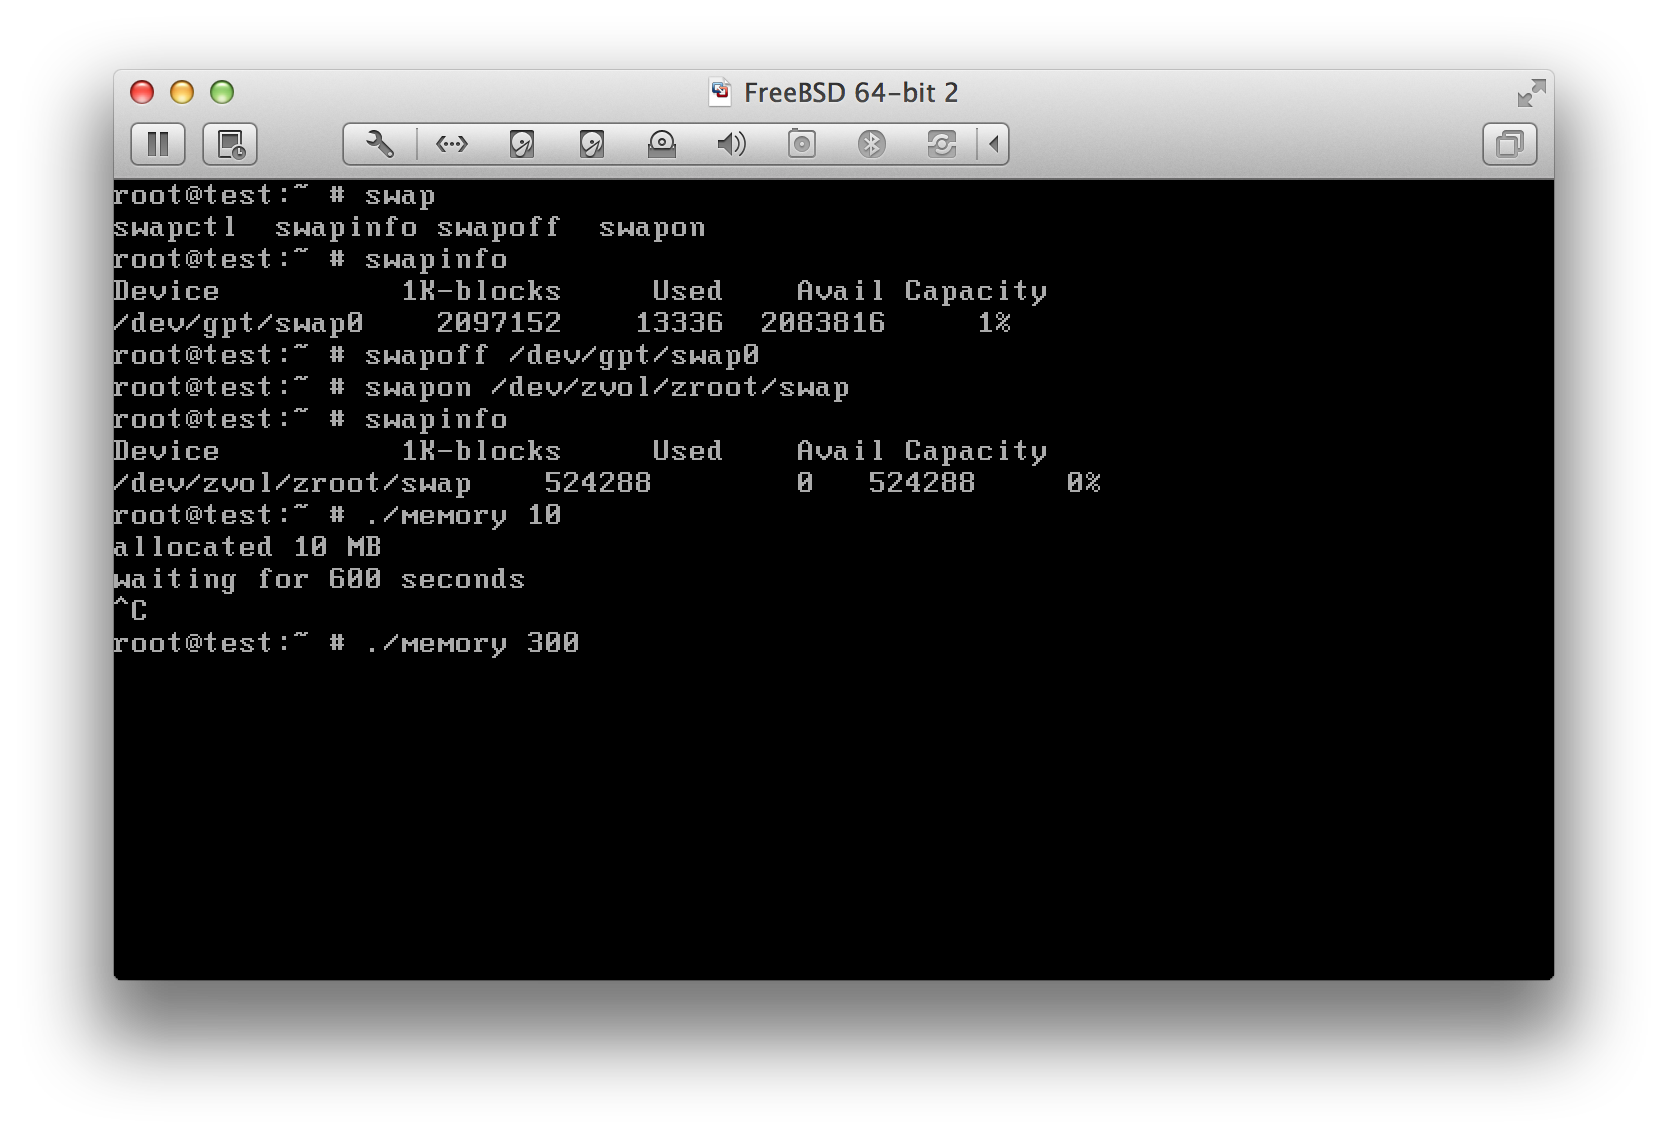 FreeBSD 64-bit 2
root@test:~ # swap
swapctl  swapinfo swapoff  swapon
root@test:~ # swapinfo
Device          1K-blocks     Used    Avail Capacity
/dev/gpt/swap0    2097152    13336  2083816     1%
root@test:~ # swapoff /dev/gpt/swap0
root@test:~ # swapon /dev/zvol/zroot/swap
root@test:~ # swapinfo
Device          1K-blocks     Used    Avail Capacity
/dev/zvol/zroot/swap    524288        0   524288     0%
root@test:~ # ./memory 10
allocated 10 MB
waiting for 600 seconds
^C
root@test:~ # ./memory 300